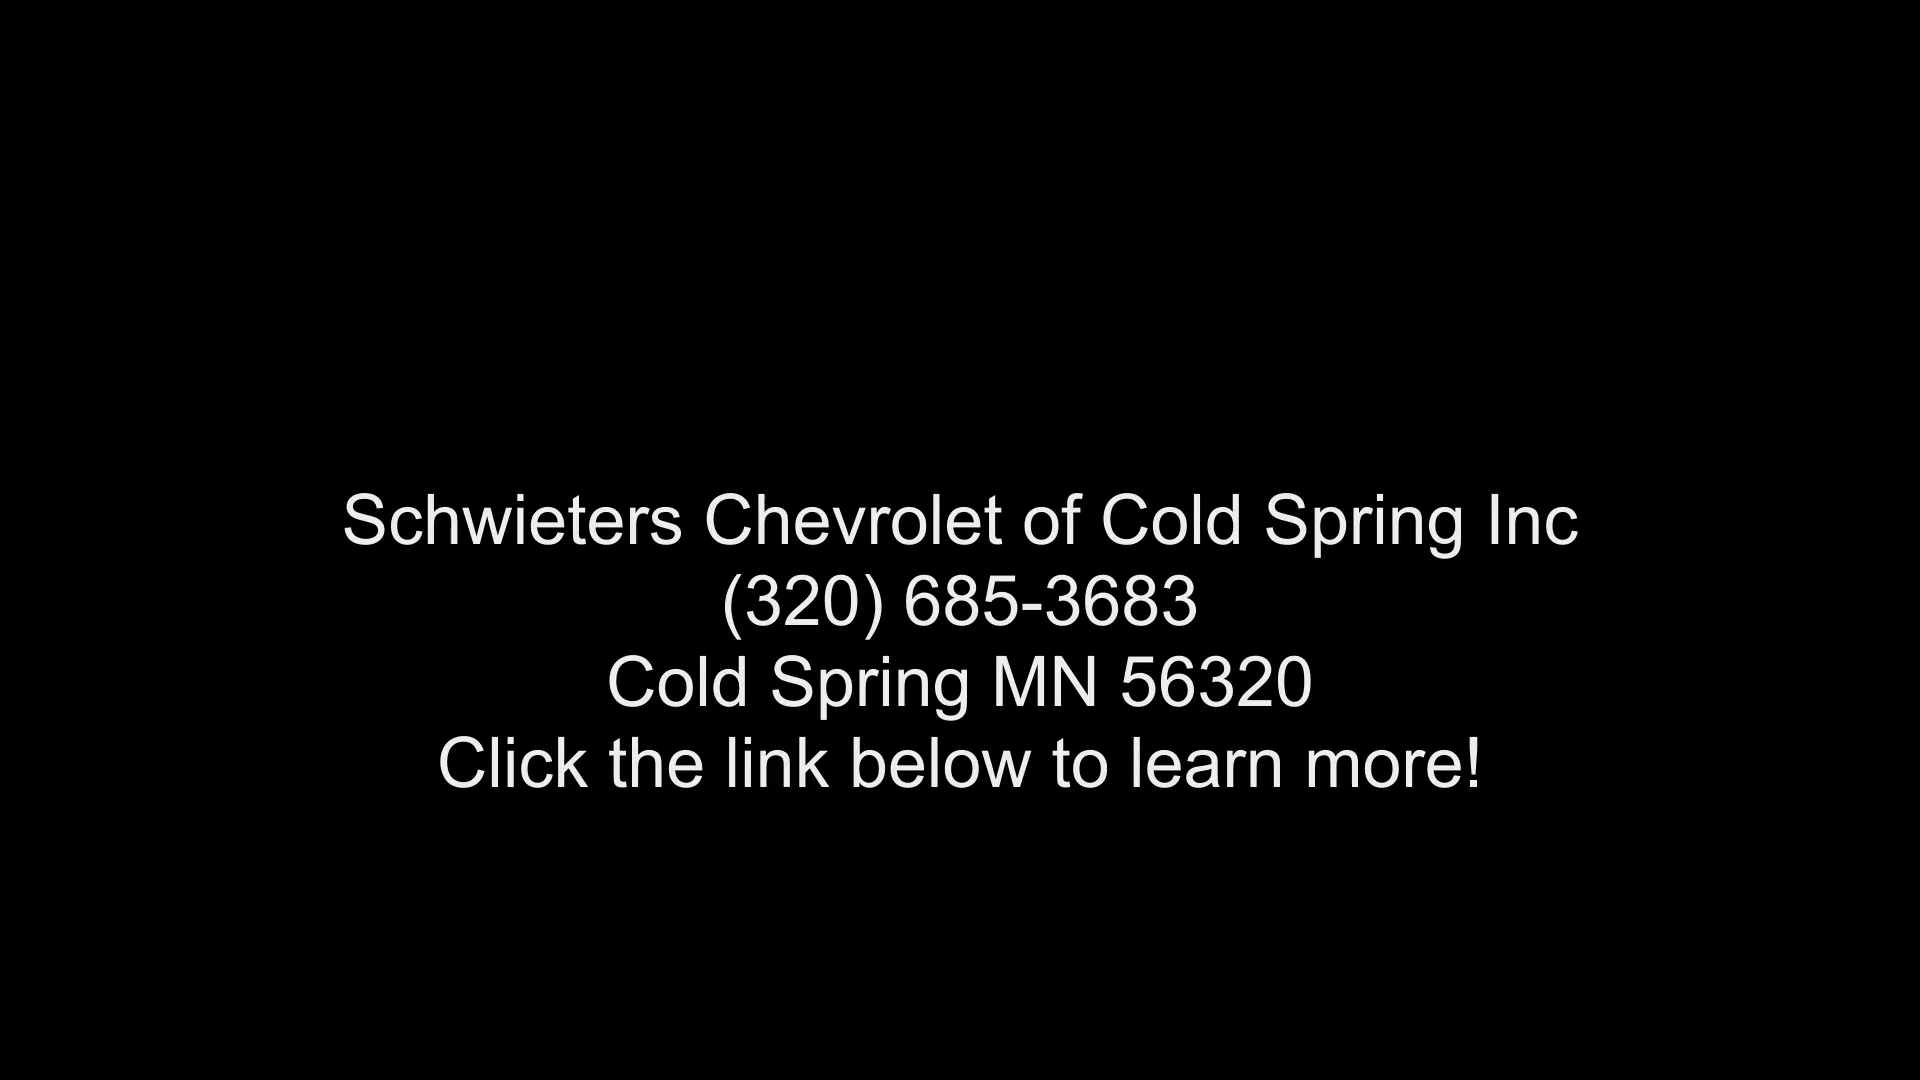 Schwieters Chevrolet of Cold Spring Inc
(320) 685-3683
Cold Spring MN 56320
Click the link below to learn more!